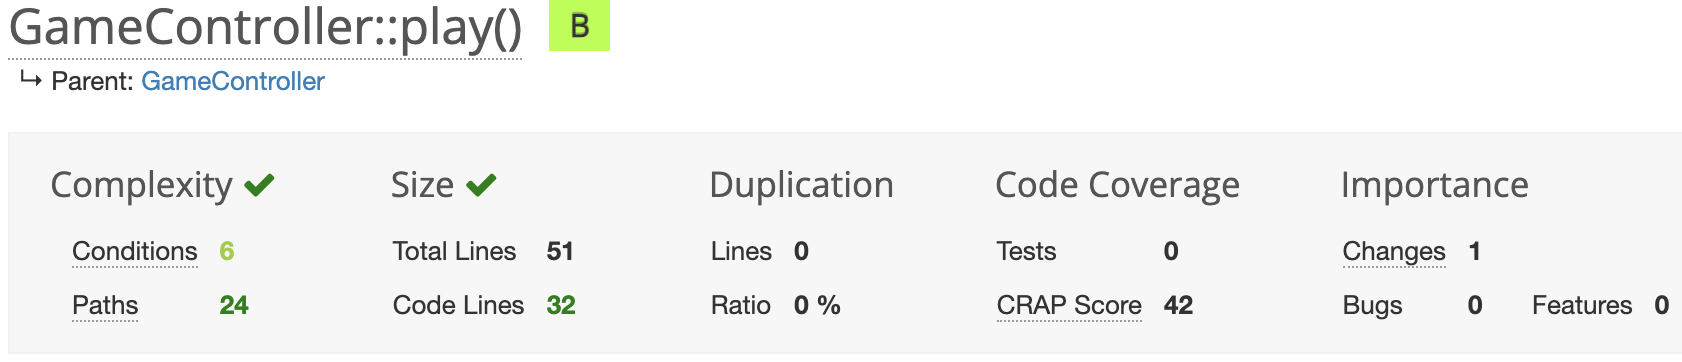 GameController::play() B
↳ Parent: GameController
Complexity ✔ Size ✔ Duplication Code Coverage Importance
Conditions 6 Total Lines 51 Lines 0 Tests 0 Changes 1
Paths 24 Code Lines 32 Ratio 0 % CRAP Score 42 Bugs 0 Features 0